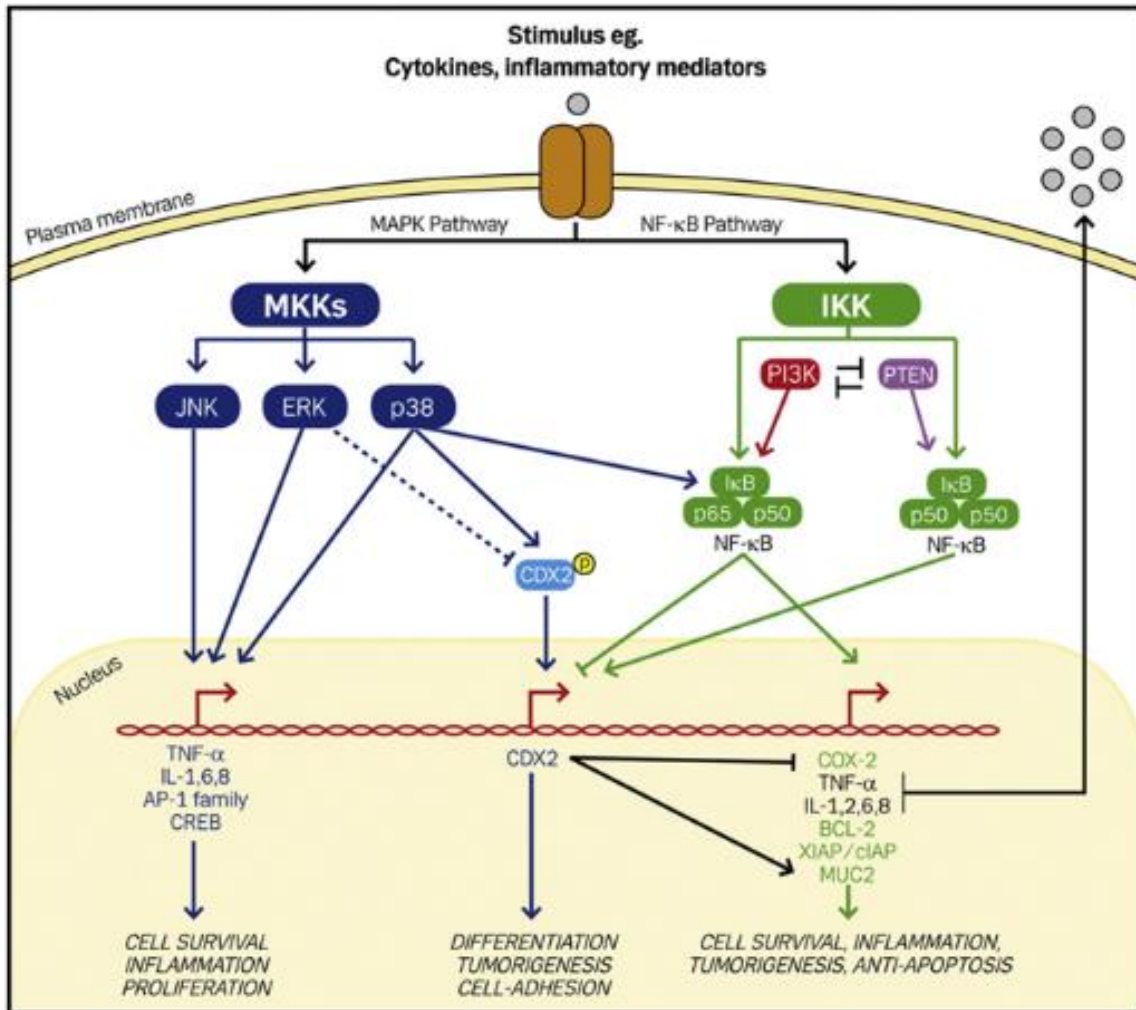 Stimulus eg.
Cytokines, inflammatory mediators
Plasma membrane
MAPK Pathway
NF-κB Pathway
MKKs
IKK
JNK
ERK
p38
PI3K
PTEN
IκB
p65
p50
NF-κB
IκB
p50
p50
NF-κB
CDX2
P
Nucleus
TNF-α
IL-1,6,8
AP-1 family
CREB
CDX2
COX-2
TNF-α
IL-1,2,6,8
BCL-2
XIAP/cIAP
MUC2
CELL SURVIVAL
INFLAMMATION
PROLIFERATION
DIFFERENTIATION
TUMORIGENESIS
CELL-ADHESION
CELL SURVIVAL, INFLAMMATION,
TUMORIGENESIS, ANTI-APOPTOSIS